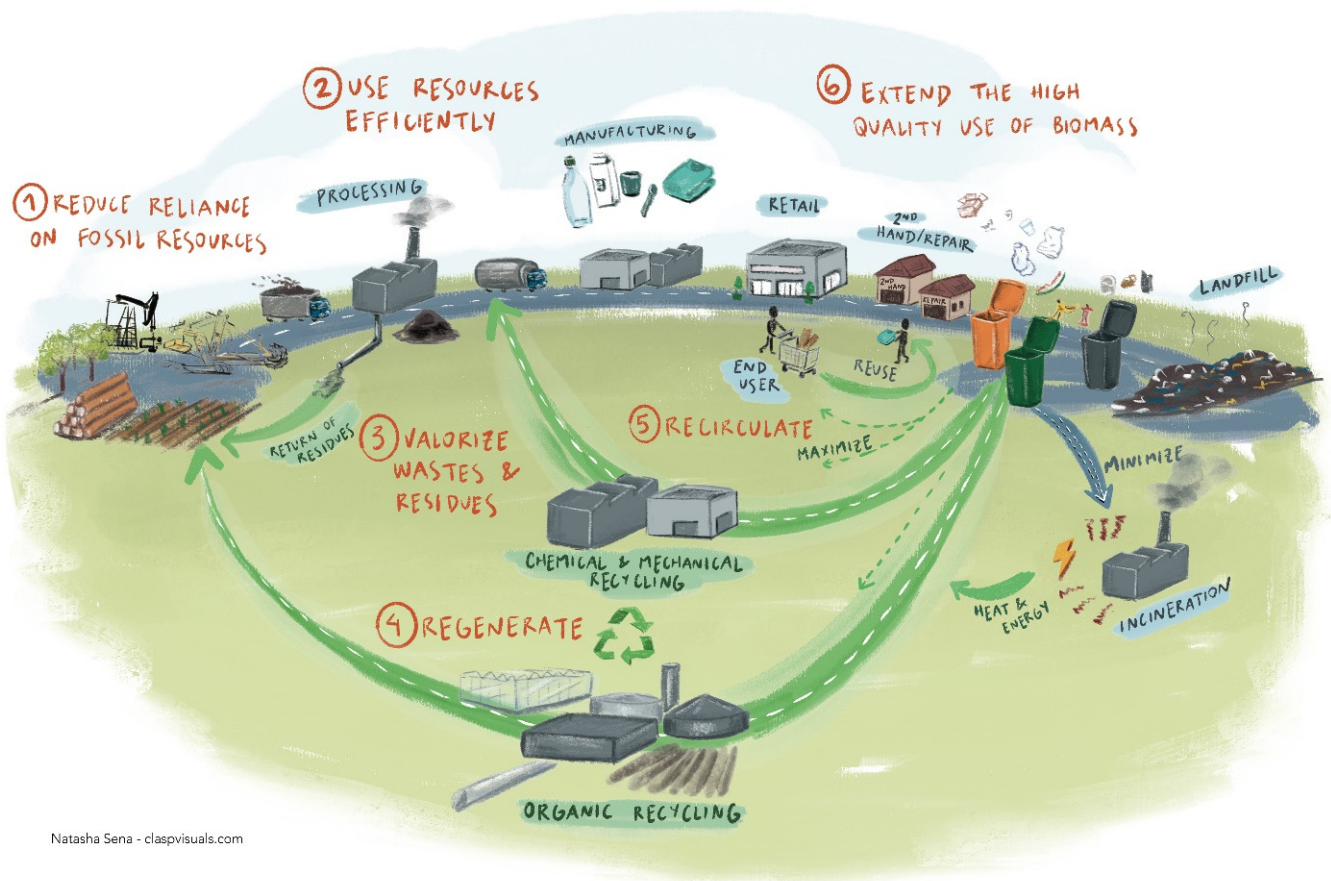 ② USE RESOURCES
EFFICIENTLY
⑥ EXTEND THE HIGH
QUALITY USE OF BIOMASS
MANUFACTURING
① REDUCE RELIANCE
ON FOSSIL RESOURCES
PROCESSING
RETAIL
2ND
HAND/REPAIR
2ND
HAND
REPAIR
LANDFILL
END
USER
REUSE
RETURN OF
RESIDUES
③ VALORIZE
WASTES &
RESIDUES
⑤ RECIRCULATE
MAXIMIZE
MINIMIZE
CHEMICAL & MECHANICAL
RECYCLING
HEAT &
ENERGY
INCINERATION
④ REGENERATE
ORGANIC RECYCLING
Natasha Sena - claspvisuals.com